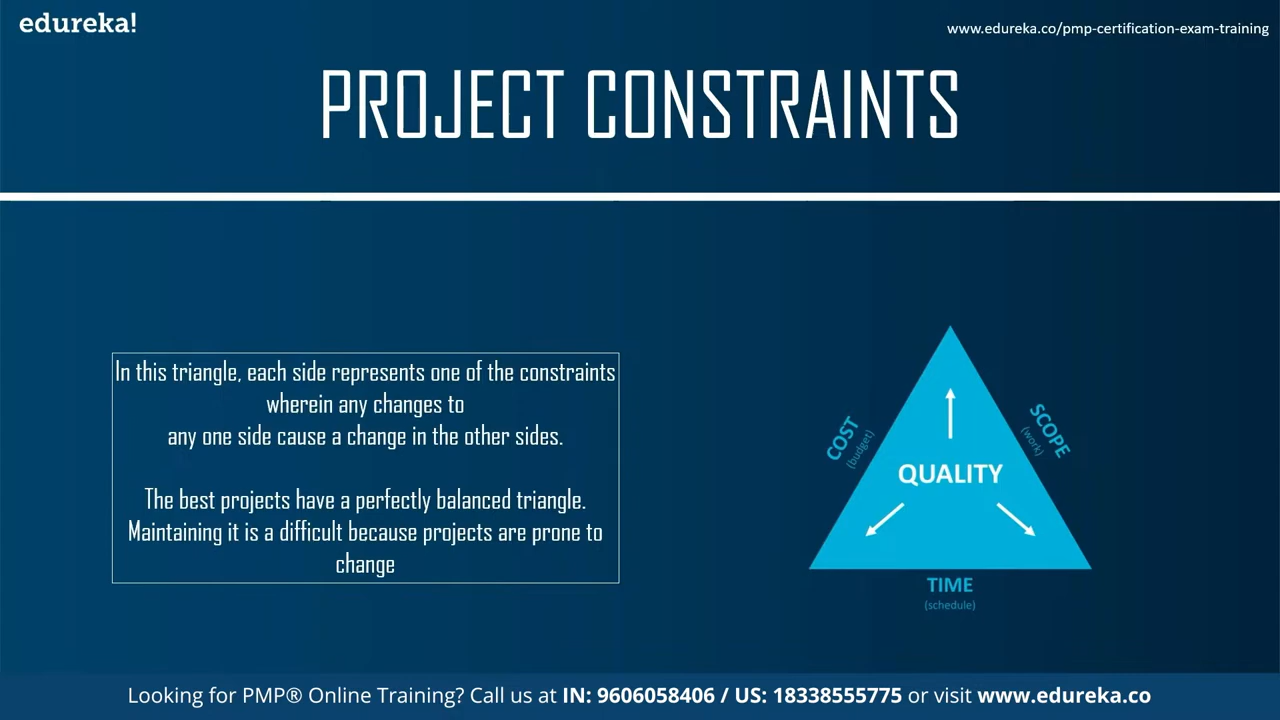 edureka!
www.edureka.co/pmp-certification-exam-training
PROJECT CONSTRAINTS
In this triangle, each side represents one of the constraints
wherein any changes to
any one side cause a change in the other sides.
The best projects have a perfectly balanced triangle.
Maintaining it is a difficult because projects are prone to
change
COST
(budget)
SCOPE
(work)
QUALITY
TIME
(schedule)
Looking for PMP® Online Training? Call us at IN: 9606058406 / US: 18338555775 or visit www.edureka.co